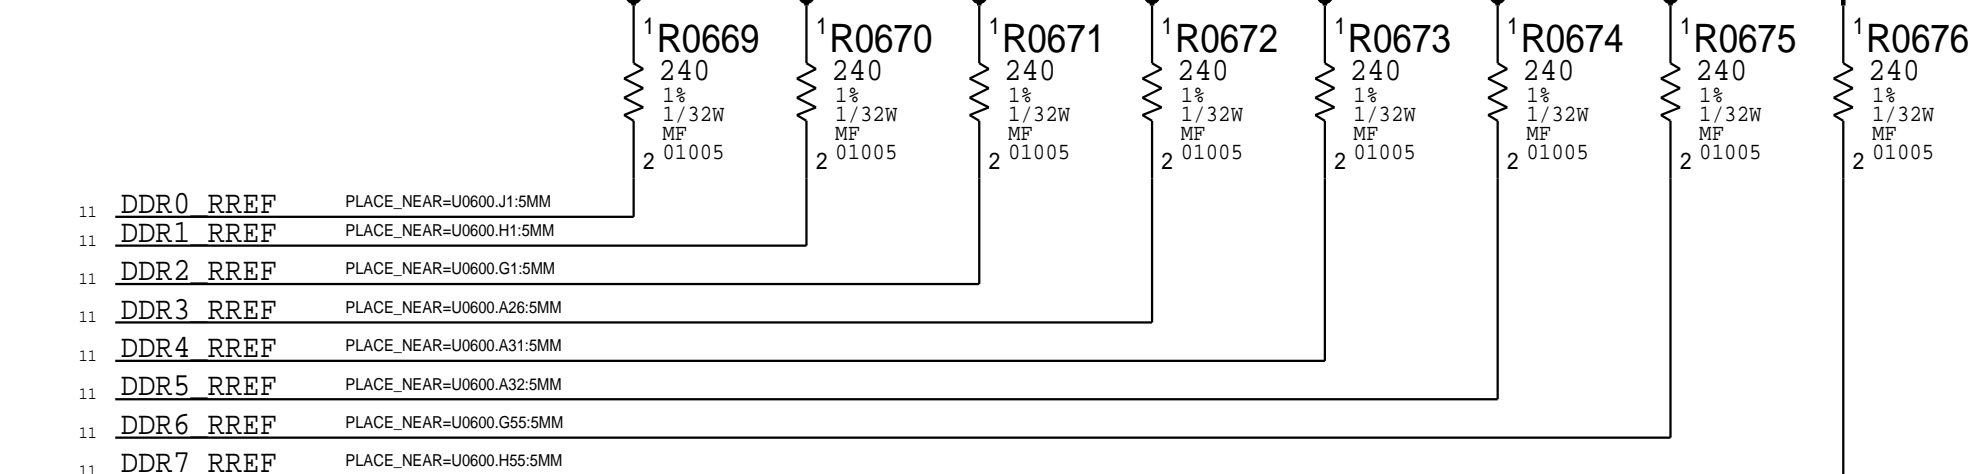 1 R0669 1 R0670 1 R0671 1 R0672 1 R0673 1 R0674 1 R0675 1 R0676
240 240 240 240 240 240 240 240
1% 1% 1% 1% 1% 1% 1% 1%
1/32W 1/32W 1/32W 1/32W 1/32W 1/32W 1/32W 1/32W
MF MF MF MF MF MF MF MF
2 01005 2 01005 2 01005 2 01005 2 01005 2 01005 2 01005 2 01005
11 DDR0_RREF PLACE_NEAR=U0600.J1:5MM
11 DDR1_RREF PLACE_NEAR=U0600.H1:5MM
11 DDR2_RREF PLACE_NEAR=U0600.G1:5MM
11 DDR3_RREF PLACE_NEAR=U0600.A26:5MM
11 DDR4_RREF PLACE_NEAR=U0600.A31:5MM
11 DDR5_RREF PLACE_NEAR=U0600.A32:5MM
11 DDR6_RREF PLACE_NEAR=U0600.G55:5MM
11 DDR7_RREF PLACE_NEAR=U0600.H55:5MM